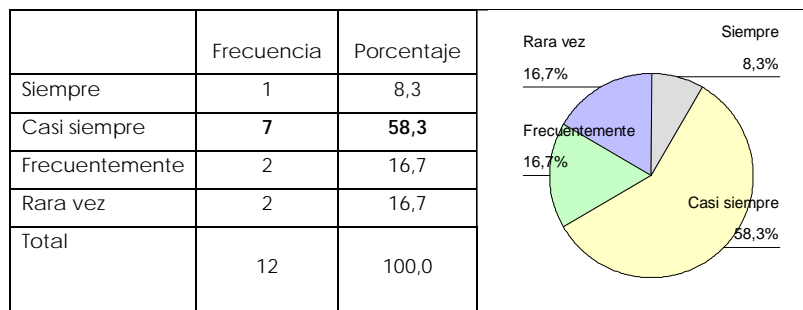 Frecuencia Porcentaje
Siempre 1 8,3
Casi siempre 7 58,3
Frecuentemente 2 16,7
Rara vez 2 16,7
Total 12 100,0
Siempre
8,3%
Rara vez
16,7%
Frecuentemente
16,7%
Casi siempre
58,3%